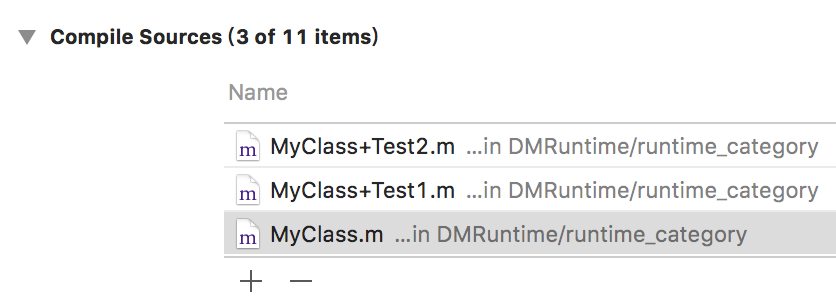 Compile Sources (3 of 11 items)
Name
m MyClass+Test2.m ...in DMRuntime/runtime_category
m MyClass+Test1.m ...in DMRuntime/runtime_category
m MyClass.m ...in DMRuntime/runtime_category